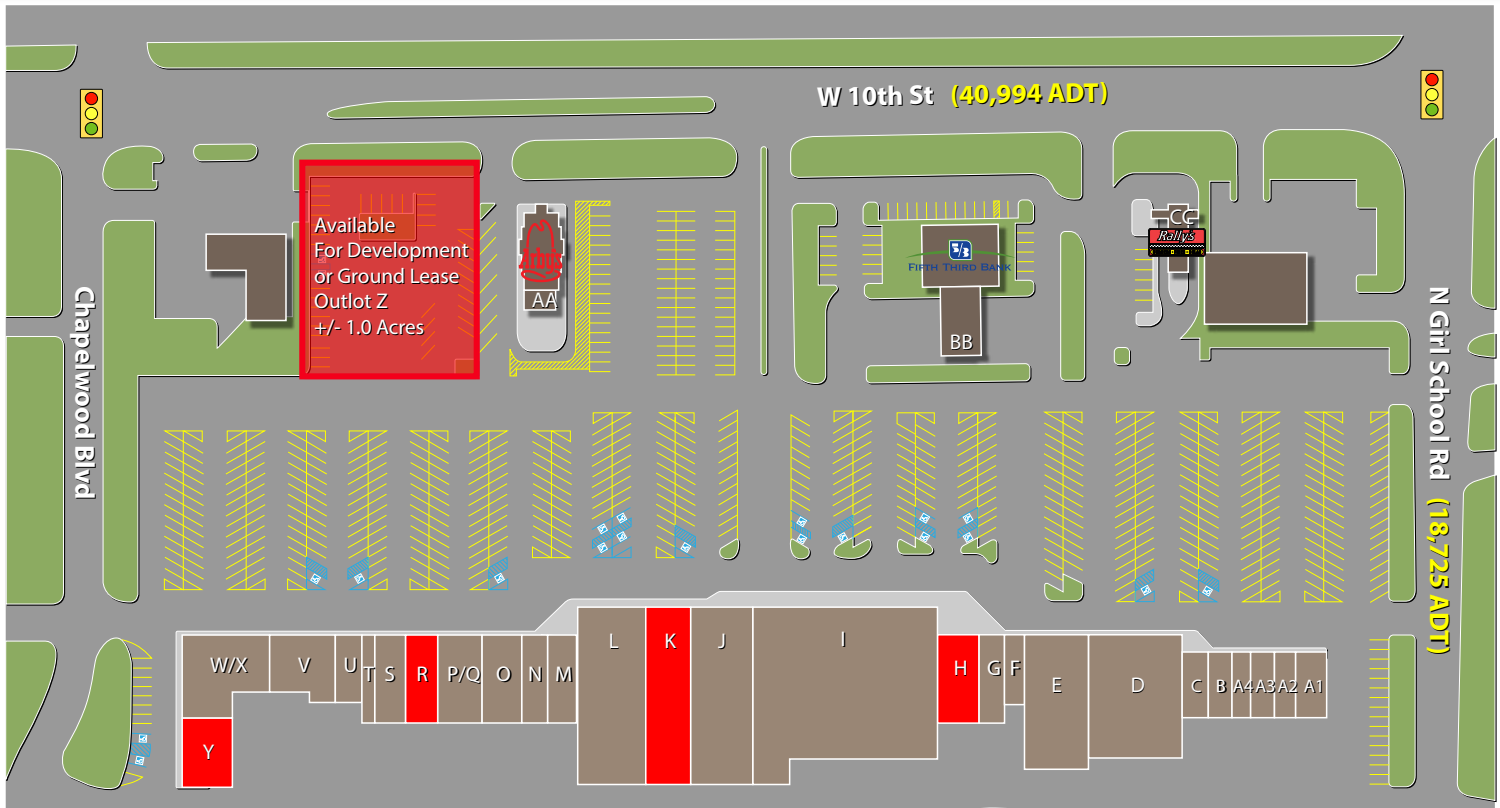 W 10th St (40,994 ADT)
Available
For Development
or Ground Lease
Outlot Z
+/- 1.0 Acres
Arby's
AA
FIFTH THIRD BANK
BB
CC
Rally's
Chapelwood Blvd
N Girl School Rd (18,725 ADT)
W/X
V
U
T
S
R
P/Q
O
N
M
L
K
J
I
H
G
F
E
D
C
B
A4
A3
A2
A1
Y